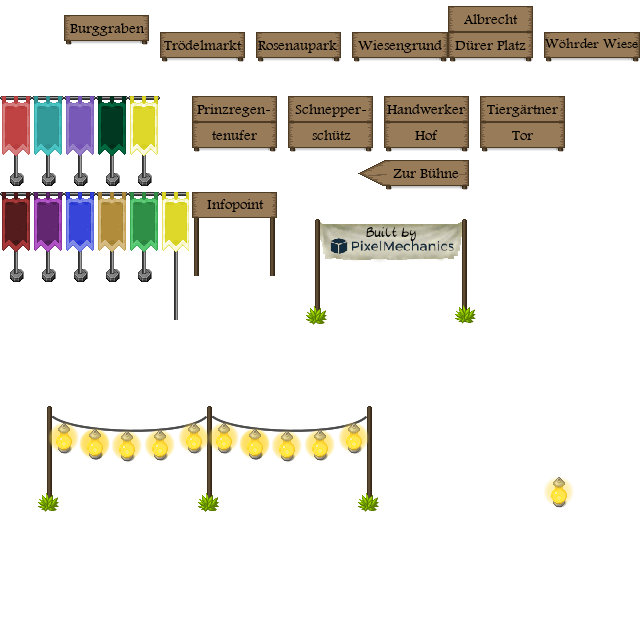 Burggraben
Trödelmarkt
Rosenaupark
Wiesengrund
Albrecht
Dürer Platz
Wöhrder Wiese
Prinzregen-
tenufer
Schnepper-
schütz
Handwerker
Hof
Tiergärtner
Tor
Zur Bühne
Infopoint
Built by
PixelMechanics